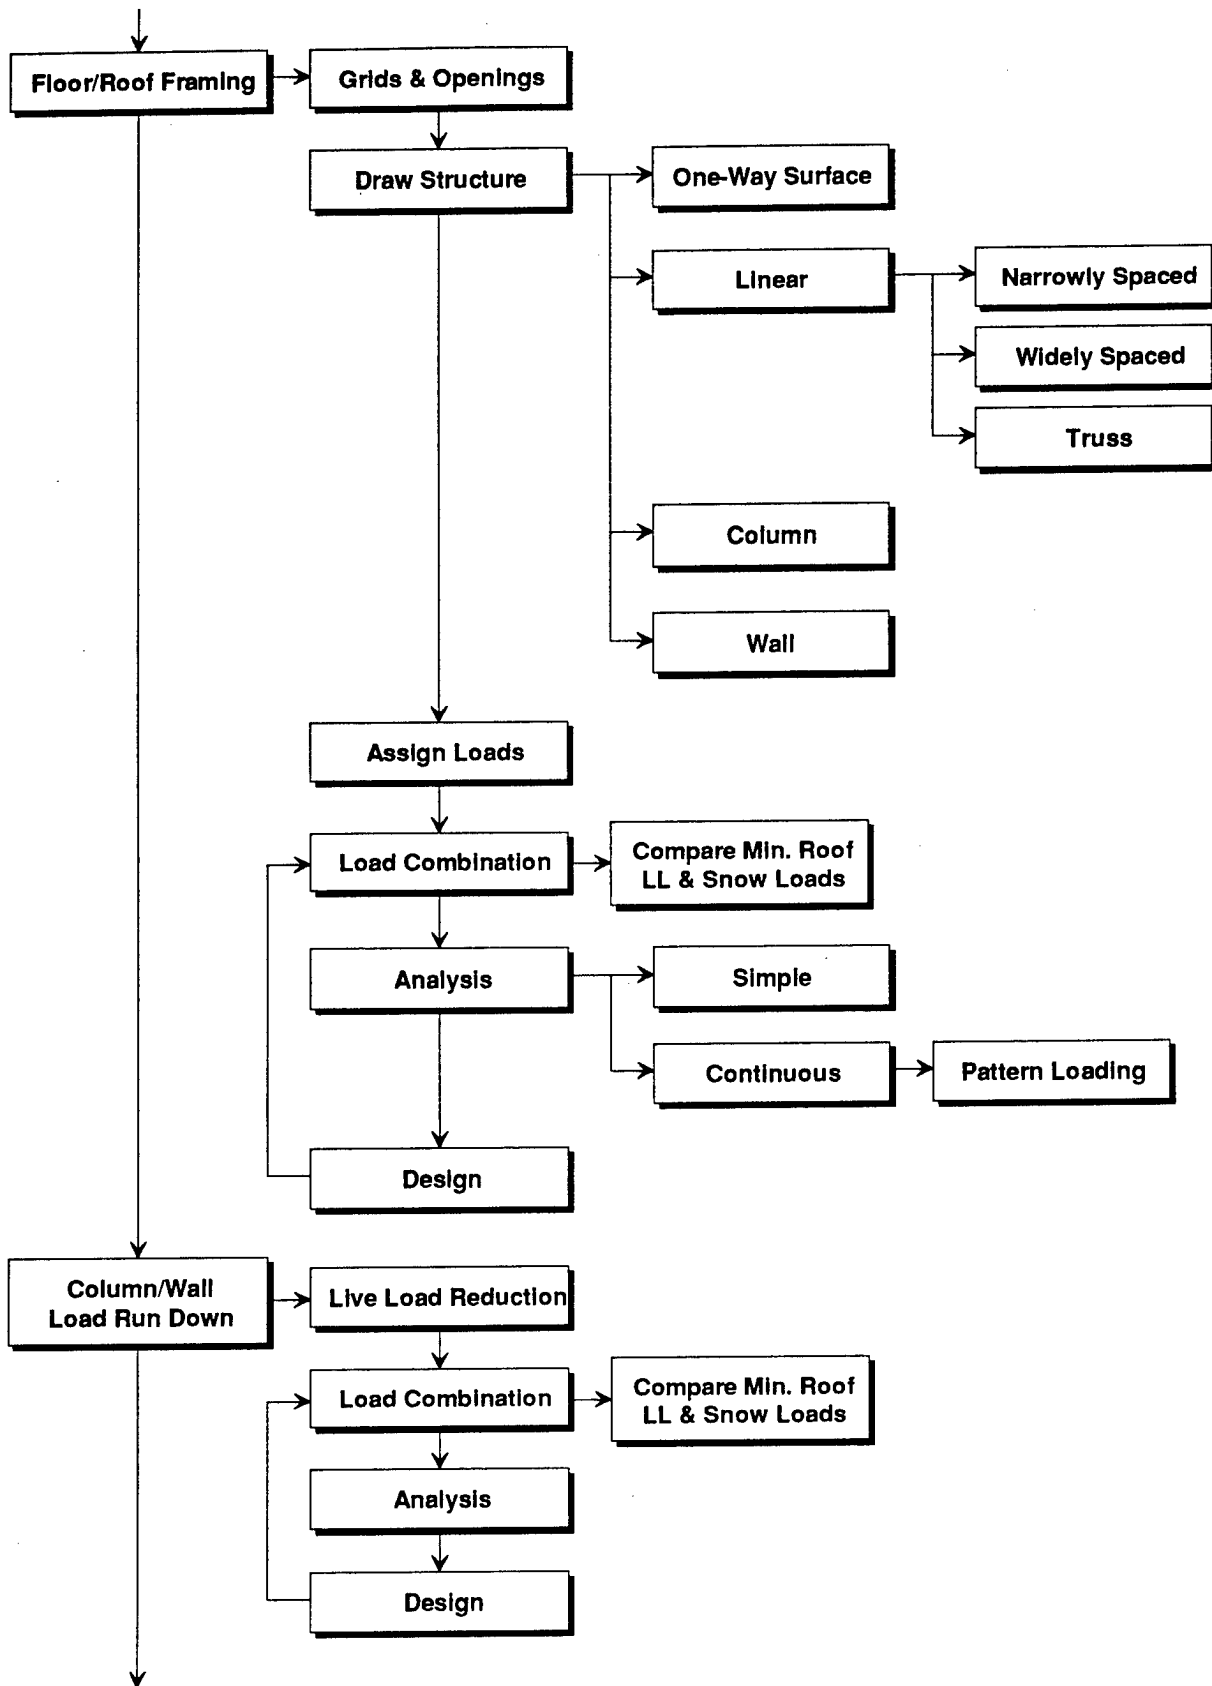 Floor/Roof Framing
Grids & Openings
Draw Structure
One-Way Surface
Linear
Narrowly Spaced
Widely Spaced
Truss
Column
Wall
Assign Loads
Load Combination
Compare Min. Roof
LL & Snow Loads
Analysis
Simple
Continuous
Pattern Loading
Design
Column/Wall
Load Run Down
Live Load Reduction
Load Combination
Compare Min. Roof
LL & Snow Loads
Analysis
Design